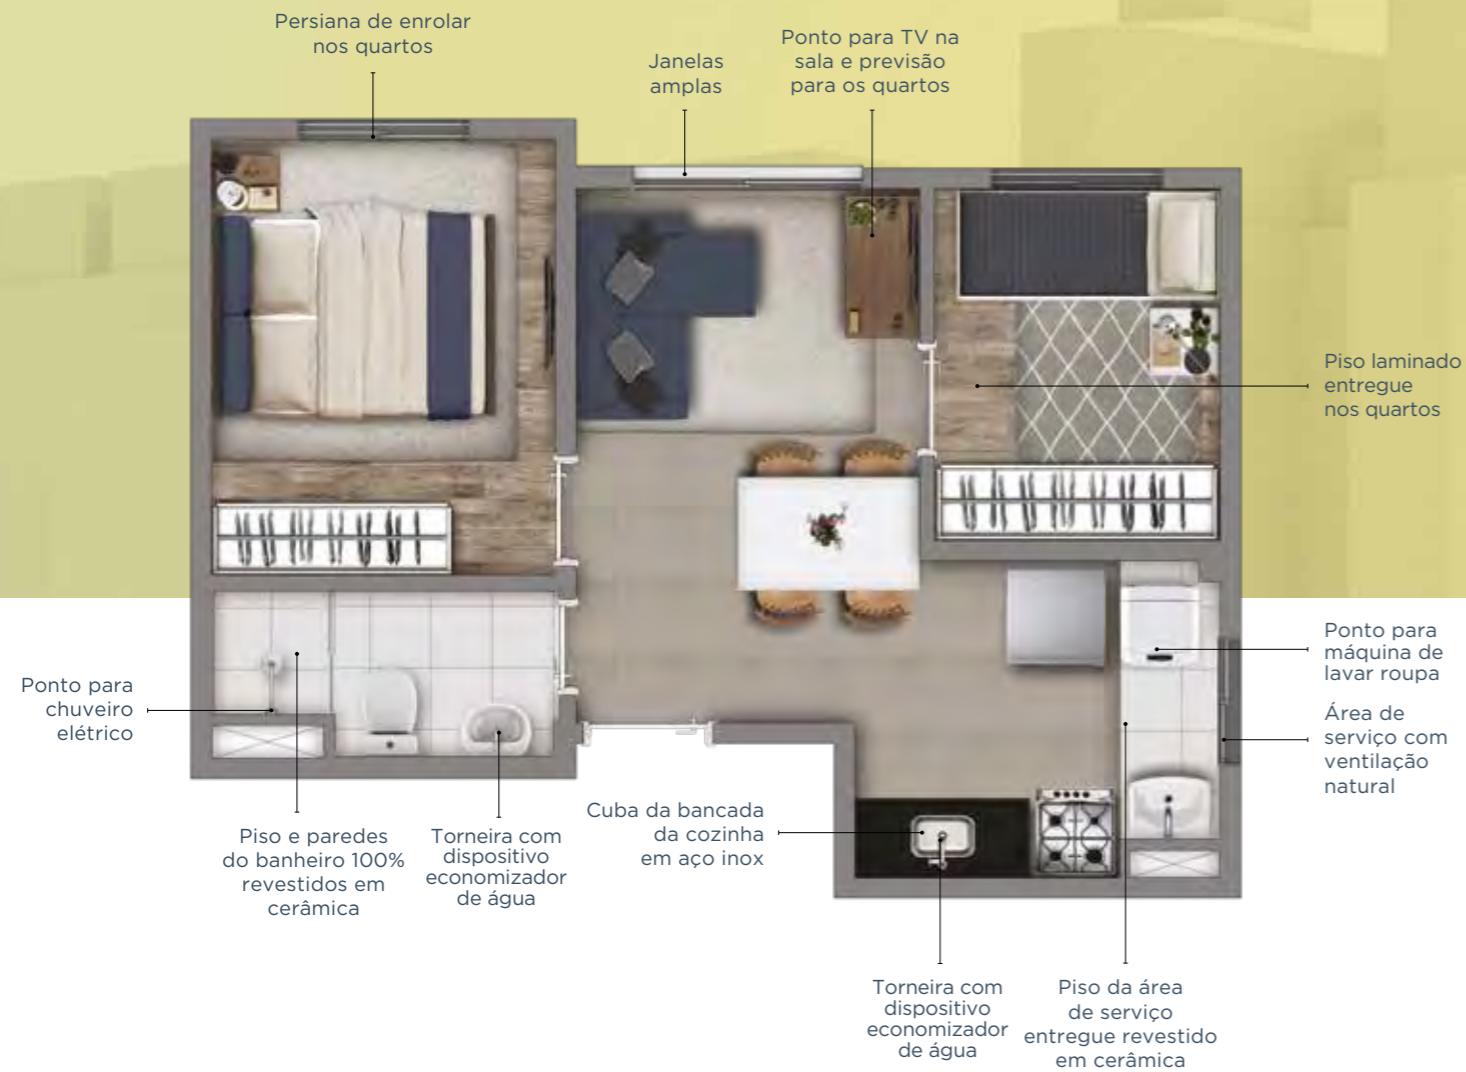 Persiana de enrolar
nos quartos
Janelas
amplas
Ponto para TV na
sala e previsão
para os quartos
Piso laminado
entregue
nos quartos
Ponto para
máquina de
lavar roupa
Área de
serviço com
ventilação
natural
Ponto para
chuveiro
elétrico
Piso e paredes
do banheiro 100%
revestidos em
cerâmica
Torneira com
dispositivo
economizador
de água
Cuba da bancada
da cozinha
em aço inox
Torneira com
dispositivo
economizador
de água
Piso da área
de serviço
entregue revestido
em cerâmica